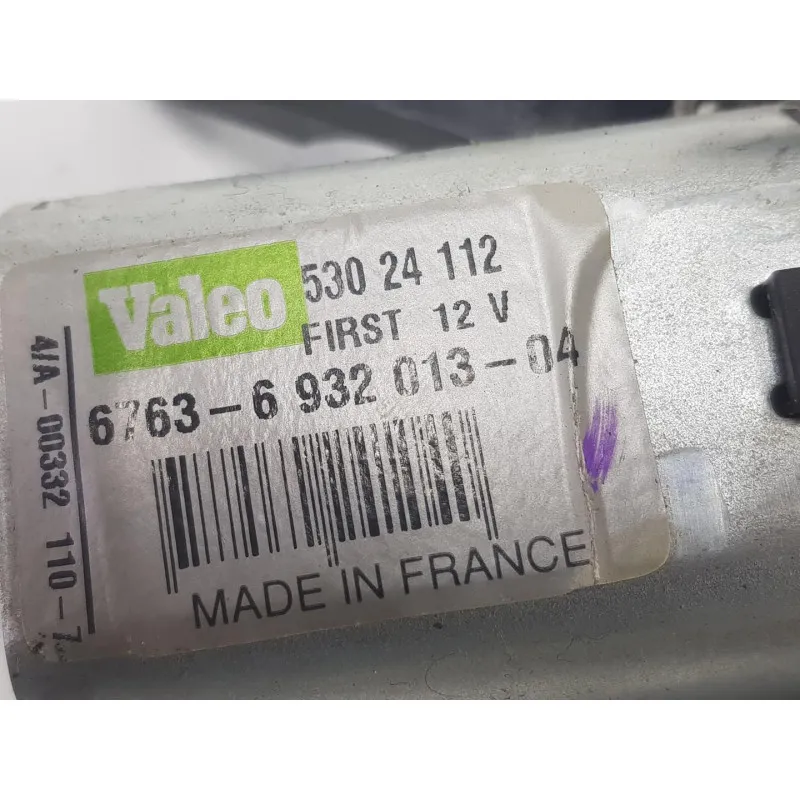 Valeo
530 24 112
FIRST 12 V
6763-6 932 013-04
MADE IN FRANCE
4/A-00332 110-7